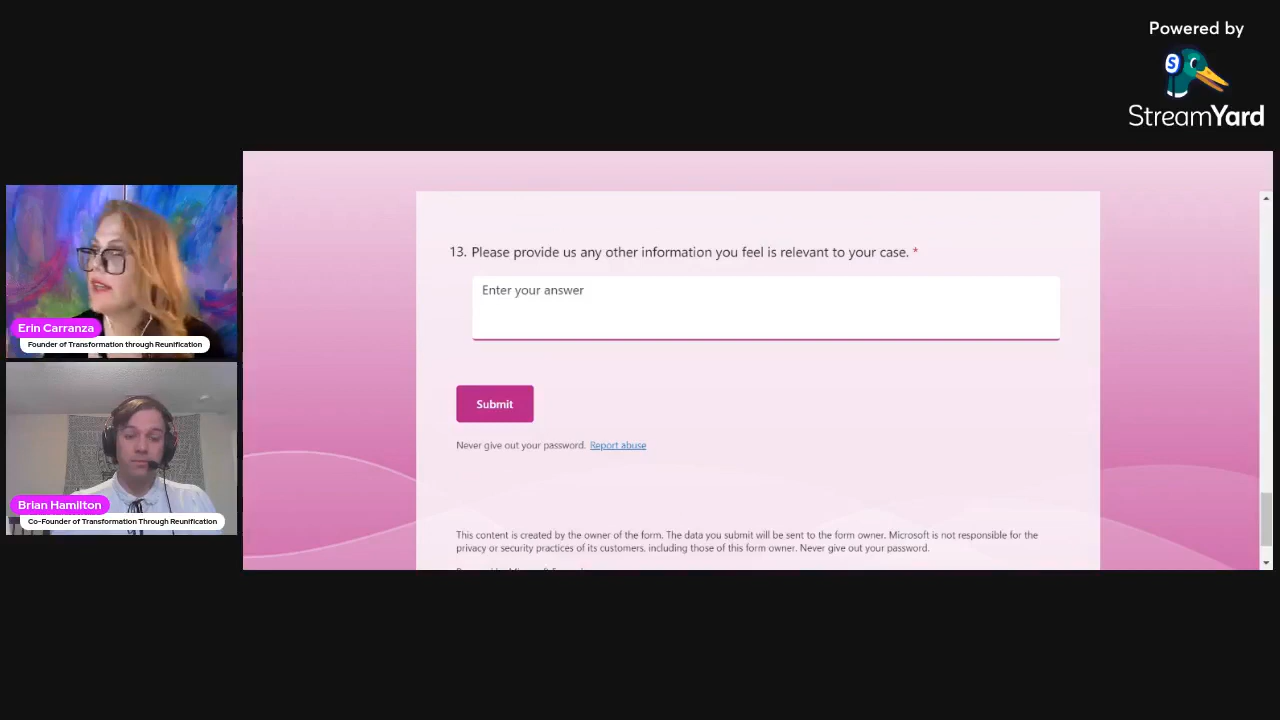 Powered by
S
StreamYard
Erin Carranza
Founder of Transformation through Reunification
Brian Hamilton
Co-Founder of Transformation Through Reunification
13. Please provide us any other information you feel is relevant to your case. *
Enter your answer
Submit
Never give out your password. Report abuse
This content is created by the owner of the form. The data you submit will be sent to the form owner. Microsoft is not responsible for the
privacy or security practices of its customers, including those of this form owner. Never give out your password.